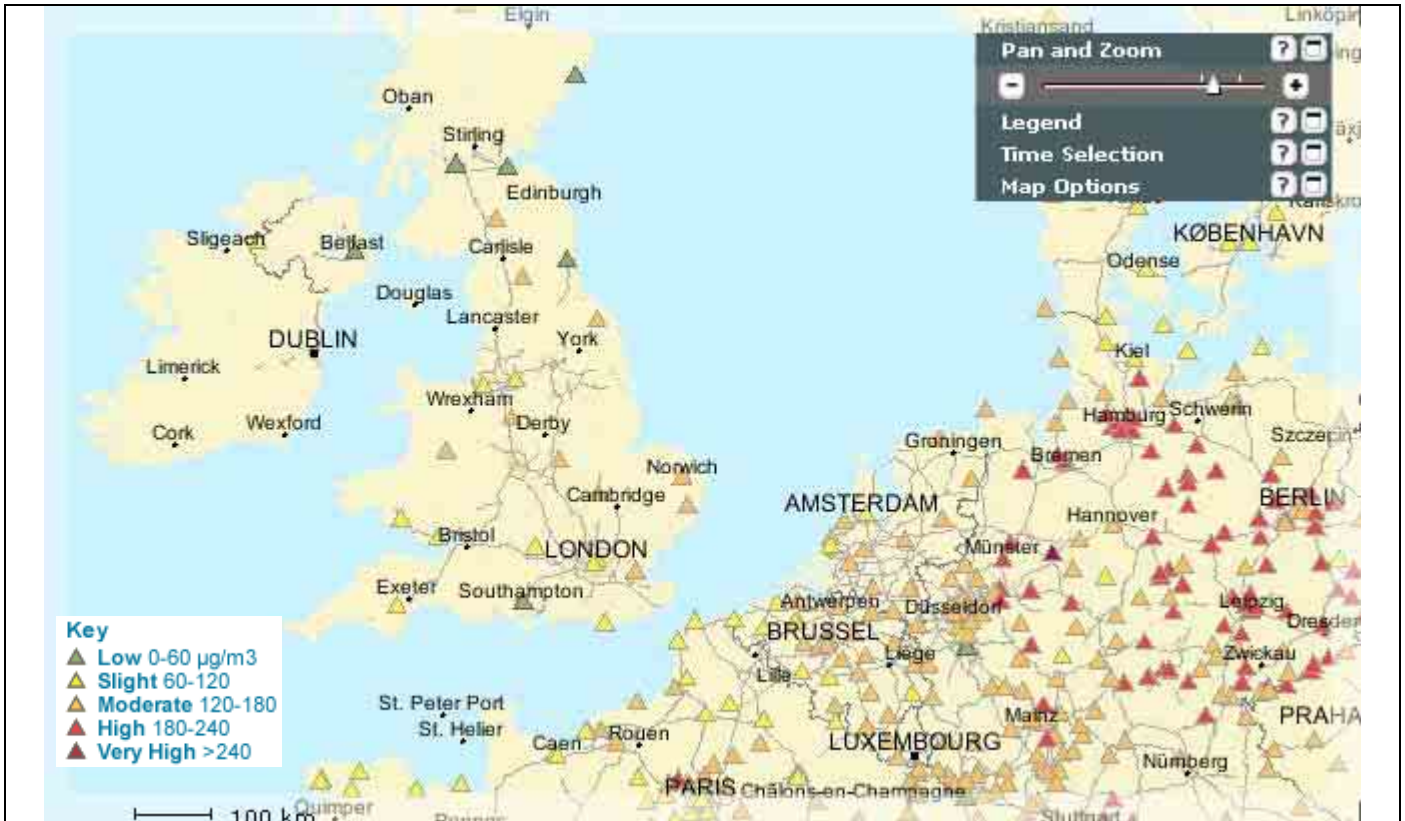 Elgin
Kristiansand
Linköpin
Pan and Zoom ?
ing
- +
Oban
Legend ?
Stirling
Time Selection ?
Edinburgh
Map Options ?
Sligeach
Belfast
Carlisle
KØBENHAVN
Odense
Douglas
Lancaster
DUBLIN
York
Limerick
Kiel
Wrexham
Derby
Hamburg
Schwerin
Wexford
Cork
Groningen
Szczecin
Bremen
Norwich
Cambridge
AMSTERDAM
BERLIN
Hannover
Bristol
LONDON
Münster
Exeter
Southampton
Antwerpen
Düsseldorf
Leipzig
Dresden
Key
BRUSSEL
Low 0-60 µg/m3
Liege
Zwickau
Slight 60-120
Lille
Moderate 120-180
St. Peter Port
High 180-240
St. Helier
Mainz
PRAHA
Very High >240
Caen
Rouen
LUXEMBOURG
Nürnberg
PARIS
Châlons-en-Champagne
100 km
Quimper
Rennes
Stuttgart